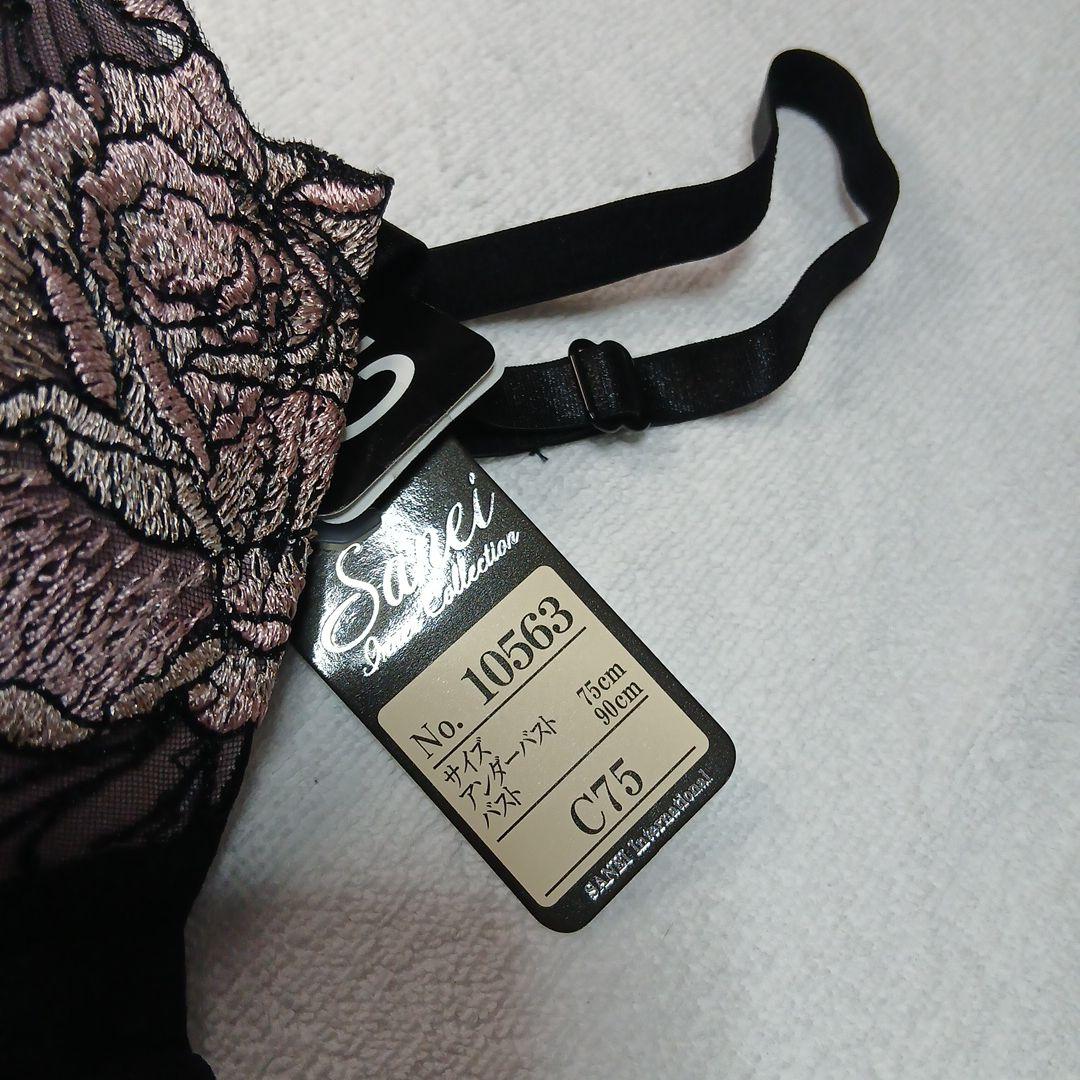 Sanei
Inner Collection
No. 10563
サイズ
アンダーバスト 75cm
バスト 90cm
C75
SANEI International